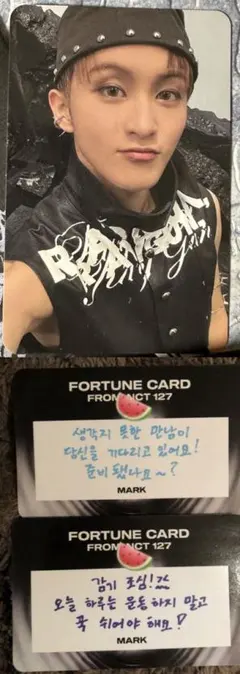 FORTUNE CARD
FROM NCT 127
생각지 못한 만남이
당신을 기다리고 있어요!
준비됐나요~?
MARK
FORTUNE CARD
FROM NCT 127
감기 조심!
오늘 하루는 운동하지 말고
꼭 쉬어야 해요!
MARK